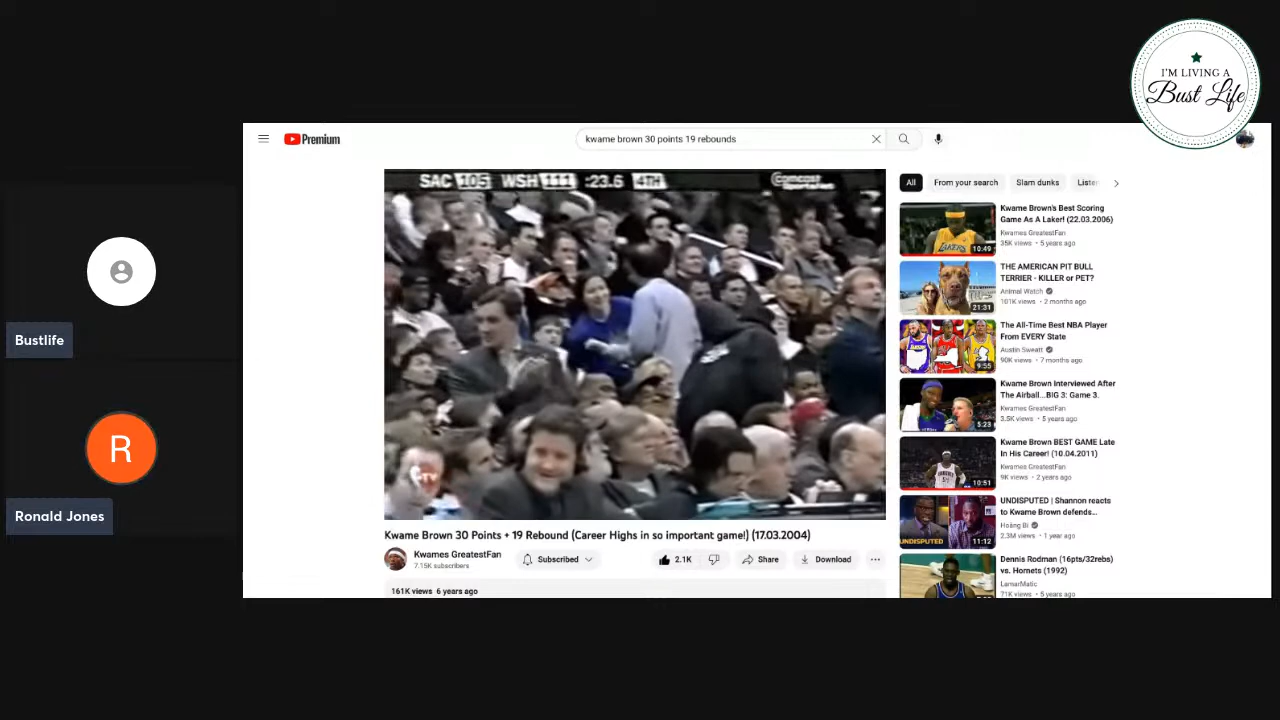 I'M LIVING A
Bust Life
Premium
kwame brown 30 points 19 rebounds
SAC 105 WSH 111 :23.6 4TH
Comcast
All
From your search
Slam dunks
Listen
Kwame Brown's Best Scoring
Game As A Laker! (22.03.2006)
Kwames GreatestFan
35K views • 5 years ago
10:49
THE AMERICAN PIT BULL
TERRIER - KILLER or PET?
Animal Watch
101K views • 2 months ago
21:31
The All-Time Best NBA Player
From EVERY State
Austin Sweatt
90K views • 7 months ago
9:55
Bustlife
Kwame Brown Interviewed After
The Airball...BIG 3: Game 3.
Kwames GreatestFan
3.5K views • 5 years ago
5:23
R
Kwame Brown BEST GAME Late
In His Career! (10.04.2011)
Kwames GreatestFan
9K views • 2 years ago
10:51
Ronald Jones
UNDISPUTED | Shannon reacts
to Kwame Brown defends...
Hoàng Bi
2.3M views • 1 year ago
UNDISPUTED
11:12
Kwame Brown 30 Points + 19 Rebound (Career Highs in so important game!) (17.03.2004)
Kwames GreatestFan
7.15K subscribers
Subscribed
2.1K
Share
Download
Dennis Rodman (16pts/32rebs)
vs. Hornets (1992)
LamarMatic
71K views • 5 years ago
161K views 6 years ago